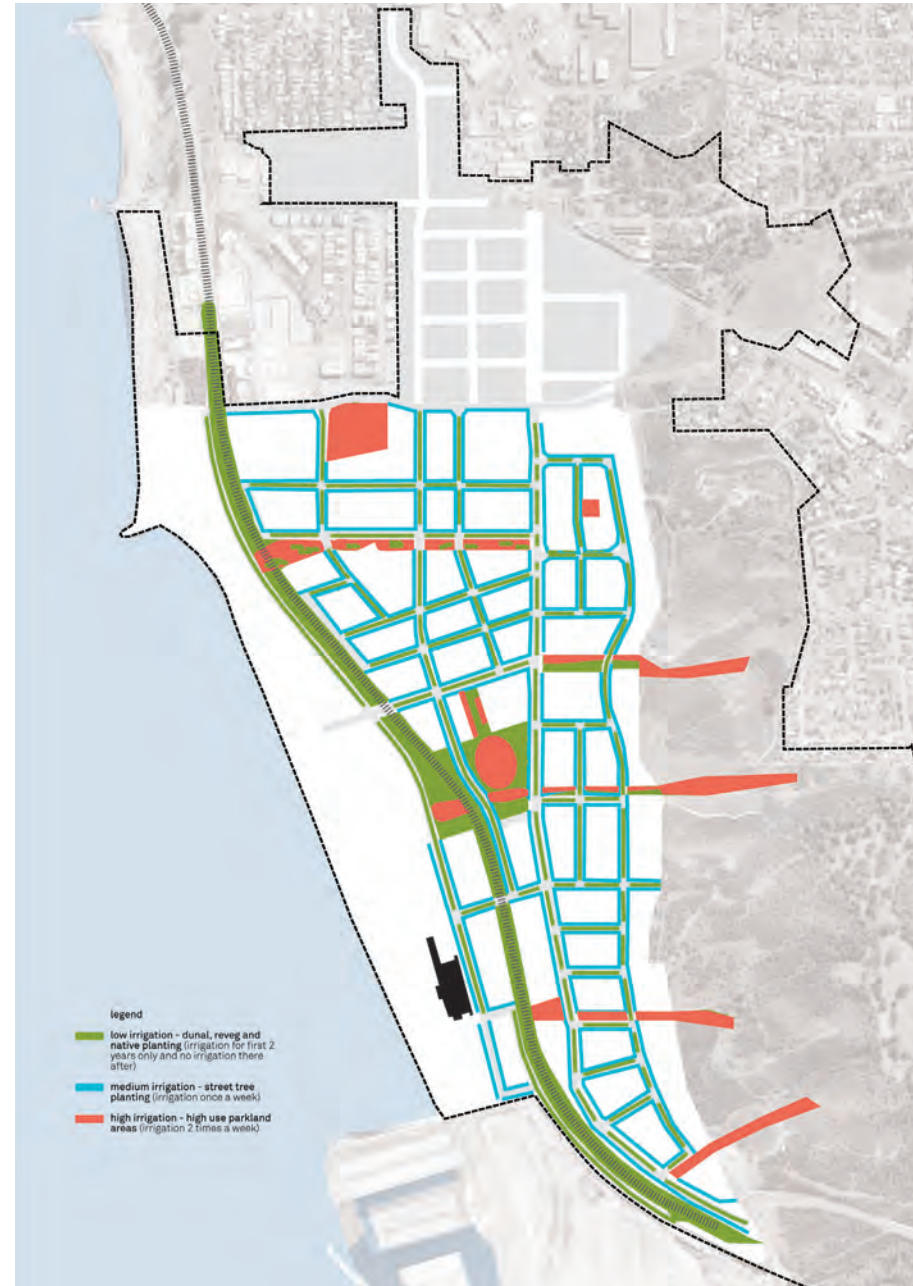 legend
low irrigation - dunal, reveg and
native planting (irrigation for first 2
years only and no irrigation there
after)
medium irrigation - street tree
planting (irrigation once a week)
high irrigation - high use parkland
areas (irrigation 2 times a week)